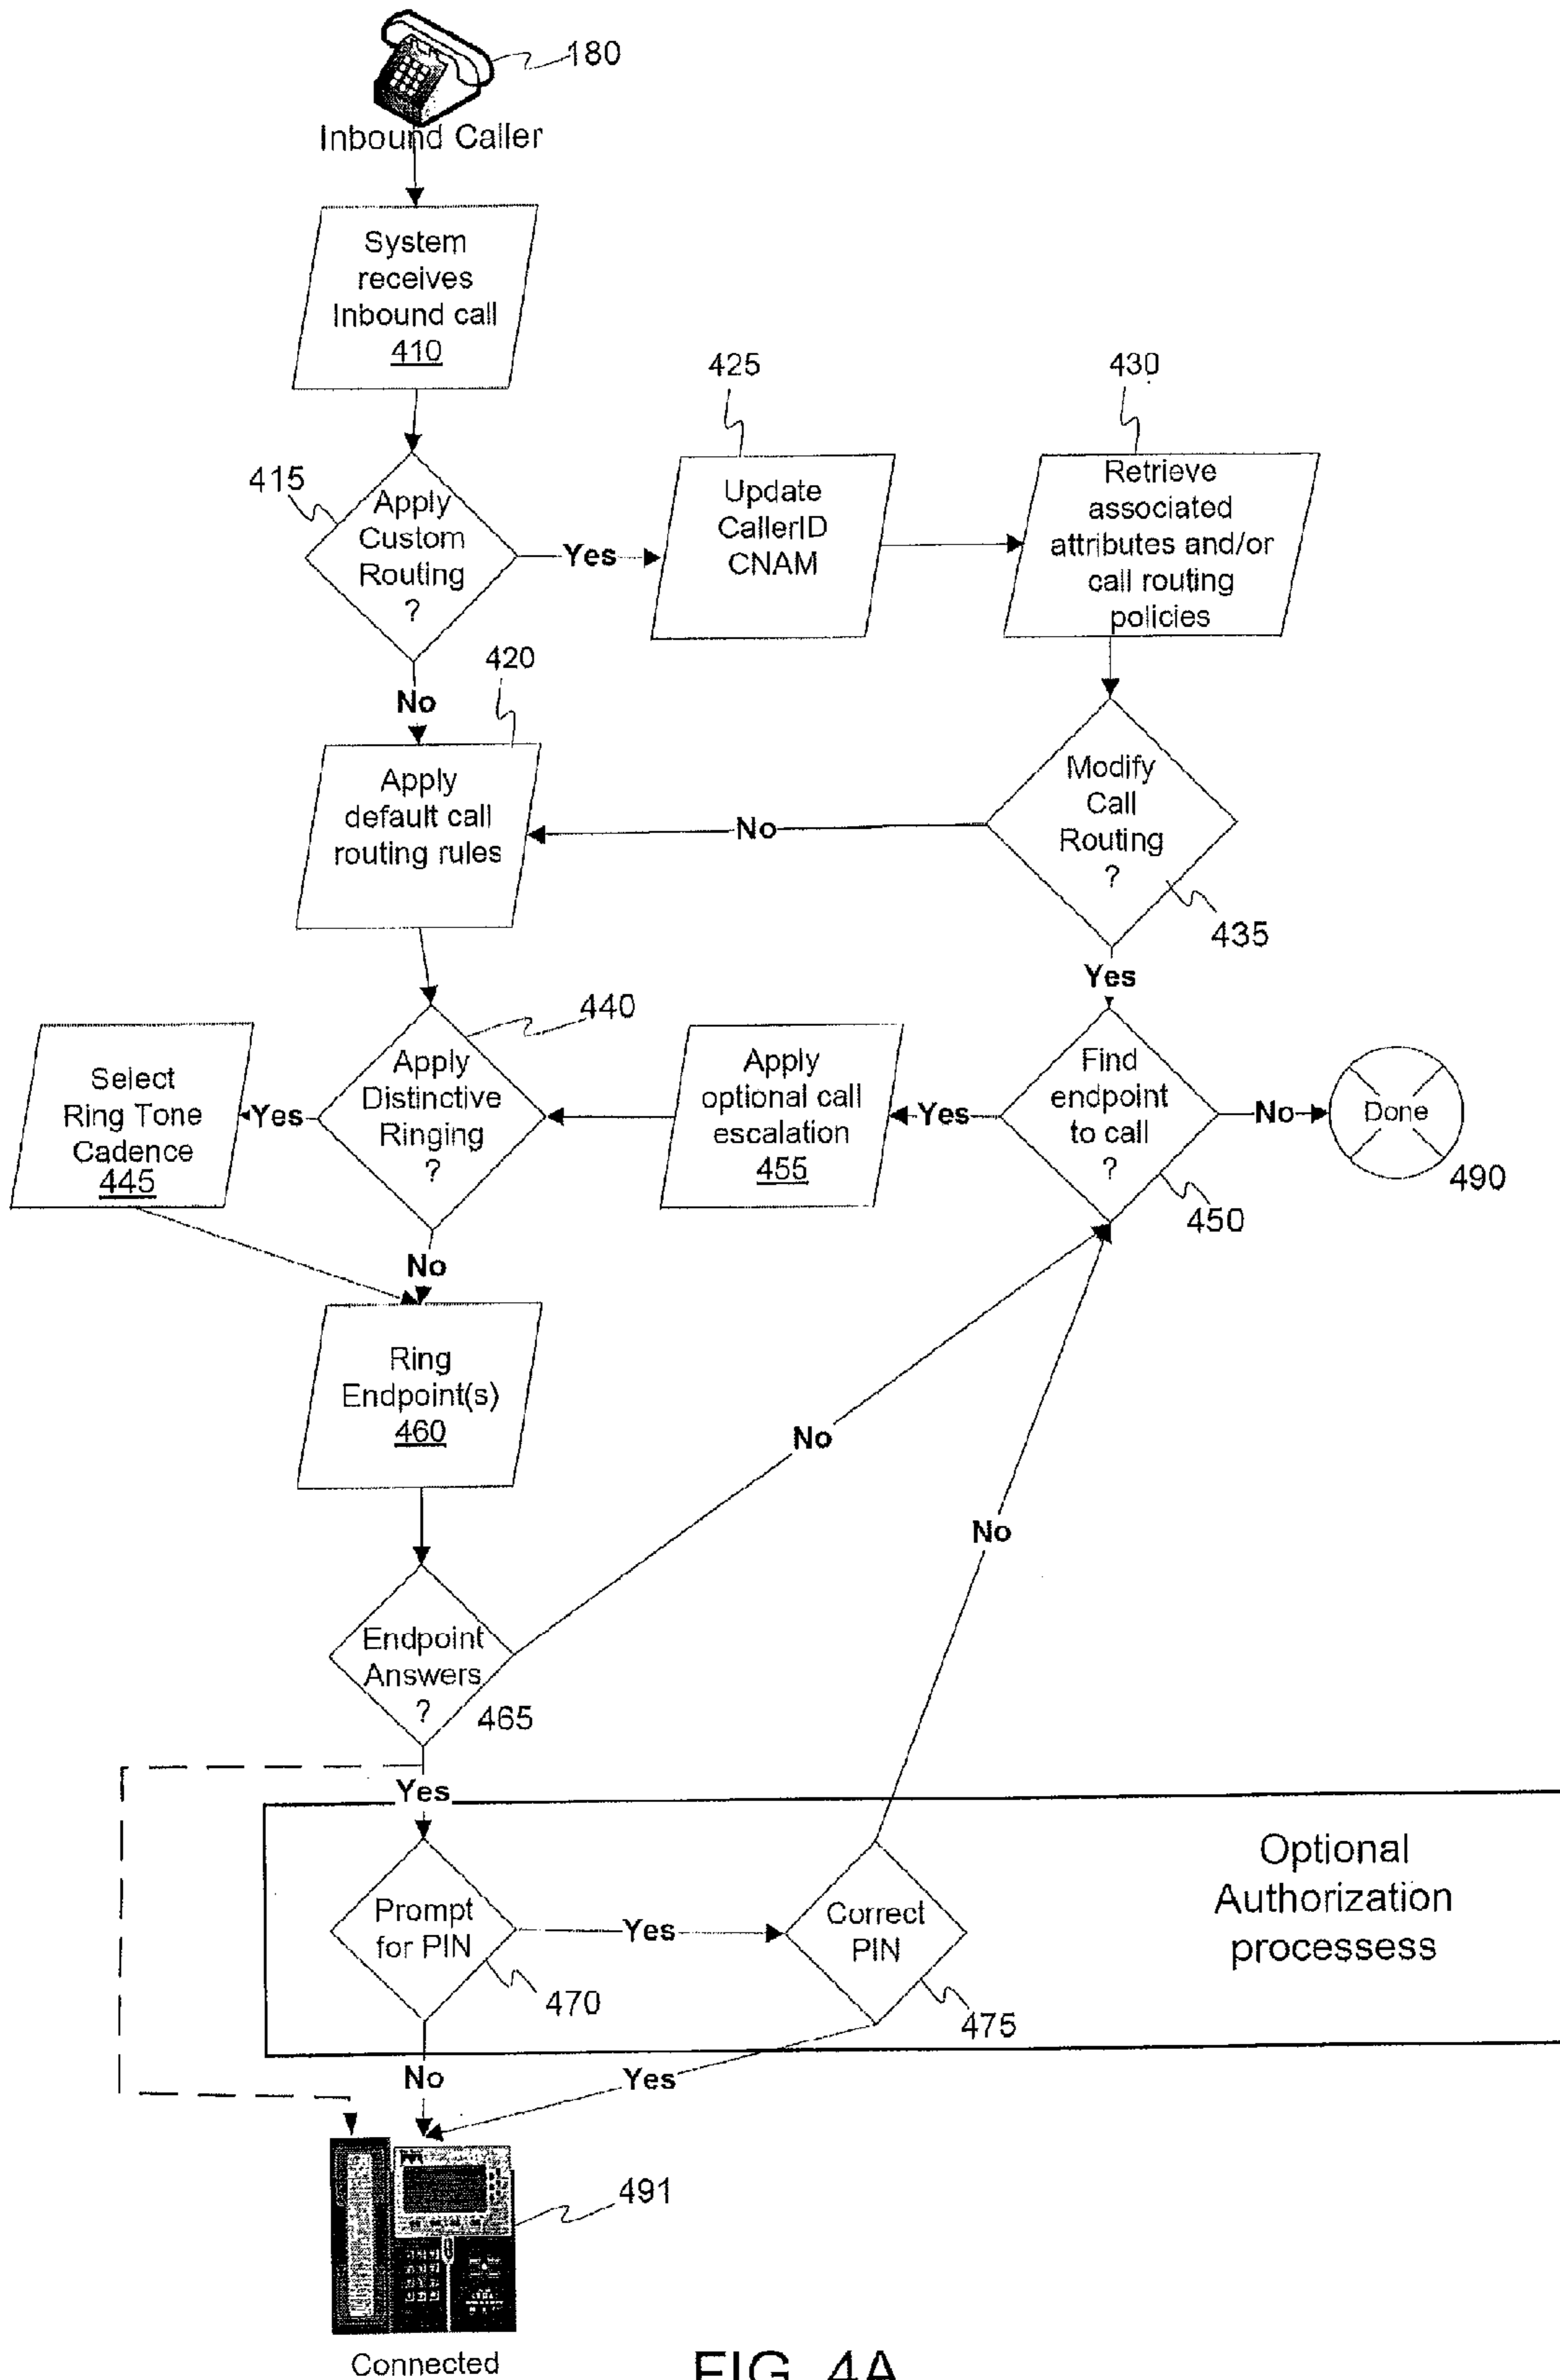 180
Inbound Caller
System
receives
Inbound call
410
425
430
415
Apply
Custom
Routing
?
Yes
Update
CallerID
CNAM
Retrieve
associated
attributes and/or
call routing
policies
No
420
Apply
default call
routing rules
No
Modify
Call
Routing
?
435
Yes
440
Select
Ring Tone
Cadence
445
Yes
Apply
Distinctive
Ringing
?
Apply
optional call
escalation
455
Yes
Find
endpoint
to call
?
450
No
Done
490
No
Ring
Endpoint(s)
460
No
No
Endpoint
Answers
?
465
Yes
Optional
Authorization
processess
Prompt
for PIN
470
Yes
Correct
PIN
475
No
Yes
491
Connected
FIG. 4A